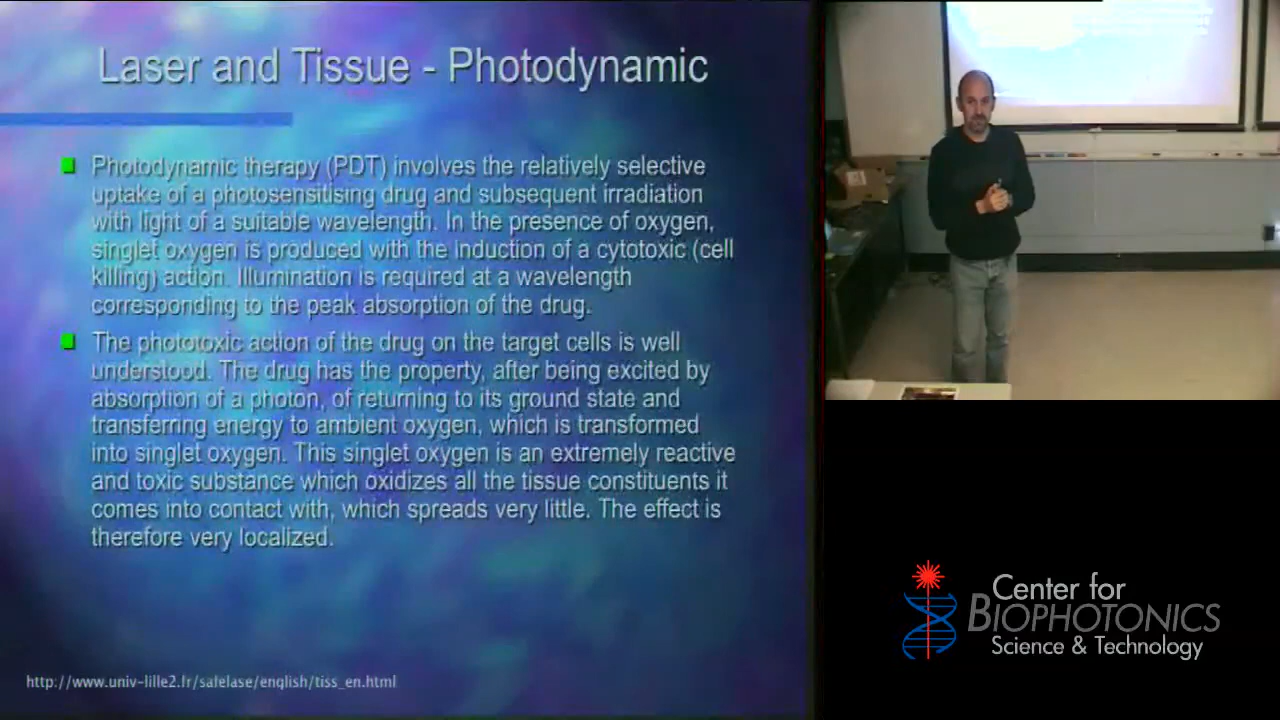 Laser and Tissue - Photodynamic
Photodynamic therapy (PDT) involves the relatively selective
uptake of a photosensitising drug and subsequent irradiation
with light of a suitable wavelength. In the presence of oxygen,
singlet oxygen is produced with the induction of a cytotoxic (cell
killing) action. Illumination is required at a wavelength
corresponding to the peak absorption of the drug.
The phototoxic action of the drug on the target cells is well
understood. The drug has the property, after being excited by
absorption of a photon, of returning to its ground state and
transferring energy to ambient oxygen, which is transformed
into singlet oxygen. This singlet oxygen is an extremely reactive
and toxic substance which oxidizes all the tissue constituents it
comes into contact with, which spreads very little. The effect is
therefore very localized.
http://www.univ-lille2.fr/safelase/english/tiss_en.html
Center for
BIOPHOTONICS
Science & Technology